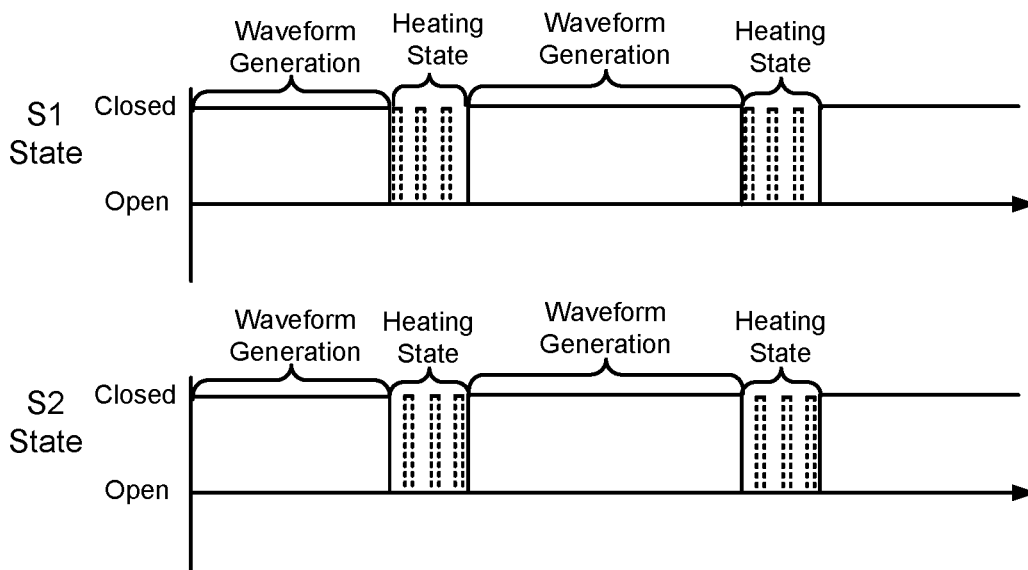 Waveform
Generation
Heating
State
Waveform
Generation
Heating
State
S1
State
Closed
Open
Waveform
Generation
Heating
State
Waveform
Generation
Heating
State
S2
State
Closed
Open